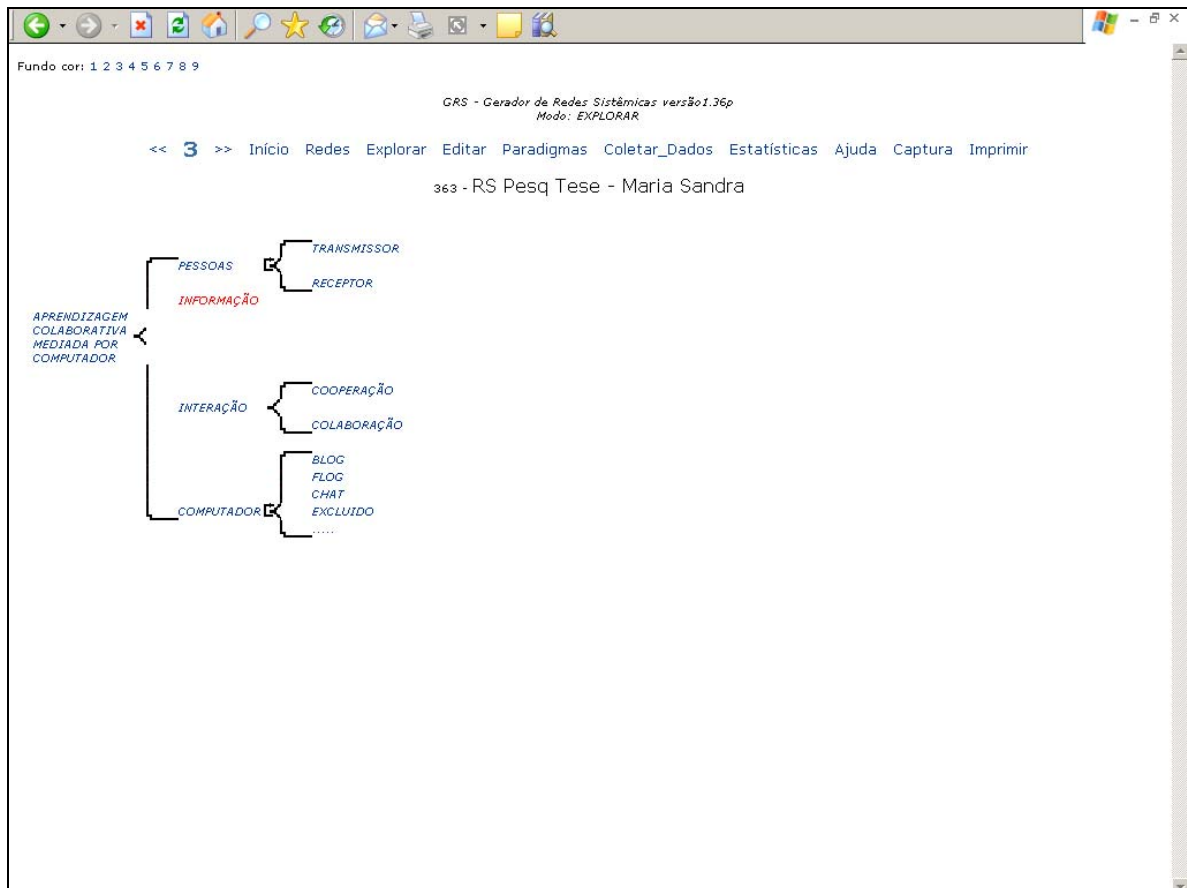 Fundo cor: 1 2 3 4 5 6 7 8 9
GRS - Gerador de Redes Sistêmicas versão1.36p
Modo: EXPLORAR
<< 3 >> Início Redes Explorar Editar Paradigmas Coletar_Dados Estatísticas Ajuda Captura Imprimir
363 - RS Pesq Tese - Maria Sandra
APRENDIZAGEM
COLABORATIVA
MEDIADA POR
COMPUTADOR
PESSOAS
TRANSMISSOR
RECEPTOR
INFORMAÇÃO
INTERAÇÃO
COOPERAÇÃO
COLABORAÇÃO
COMPUTADOR
BLOG
FLOG
CHAT
EXCLUIDO
.....